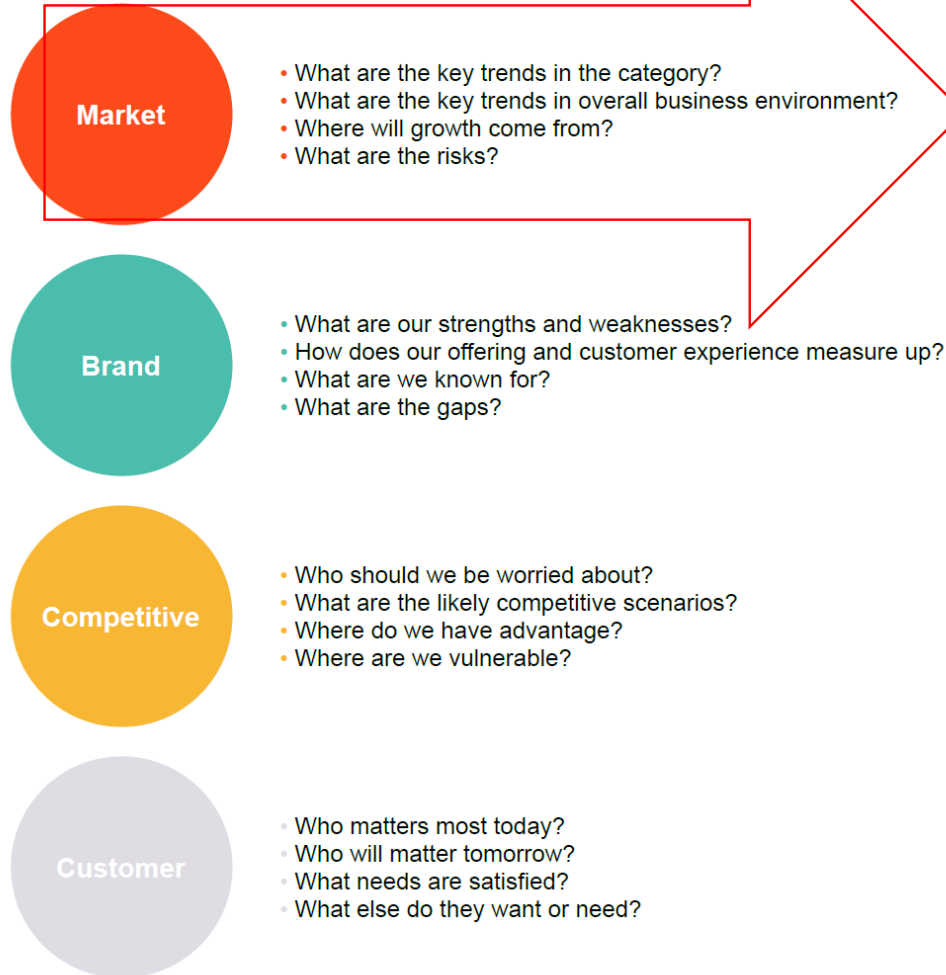 Market
• What are the key trends in the category?
• What are the key trends in overall business environment?
• Where will growth come from?
• What are the risks?
Brand
• What are our strengths and weaknesses?
• How does our offering and customer experience measure up?
• What are we known for?
• What are the gaps?
Competitive
• Who should we be worried about?
• What are the likely competitive scenarios?
• Where do we have advantage?
• Where are we vulnerable?
Customer
• Who matters most today?
• Who will matter tomorrow?
• What needs are satisfied?
• What else do they want or need?